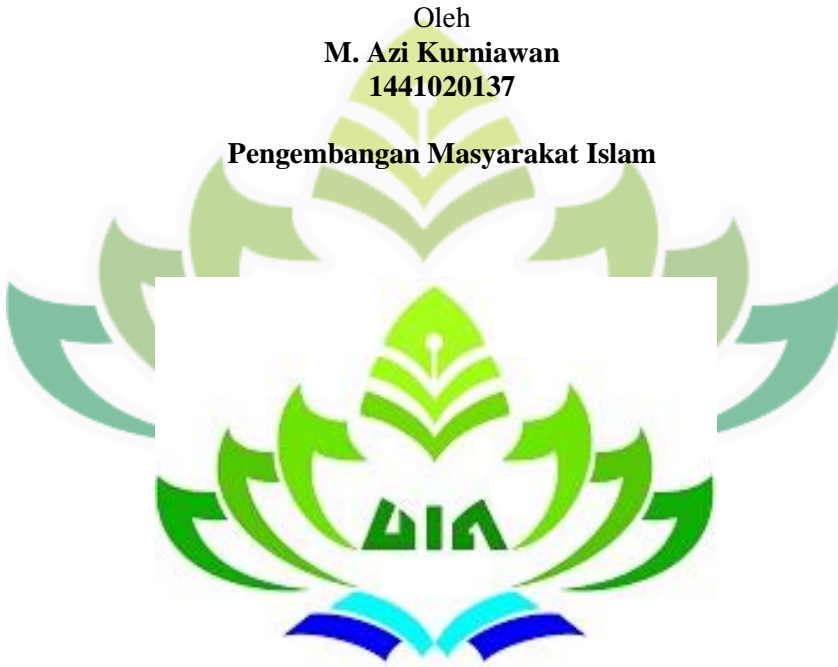 Oleh
M. Azi Kurniawan
1441020137
Pengembangan Masyarakat Islam
UIN